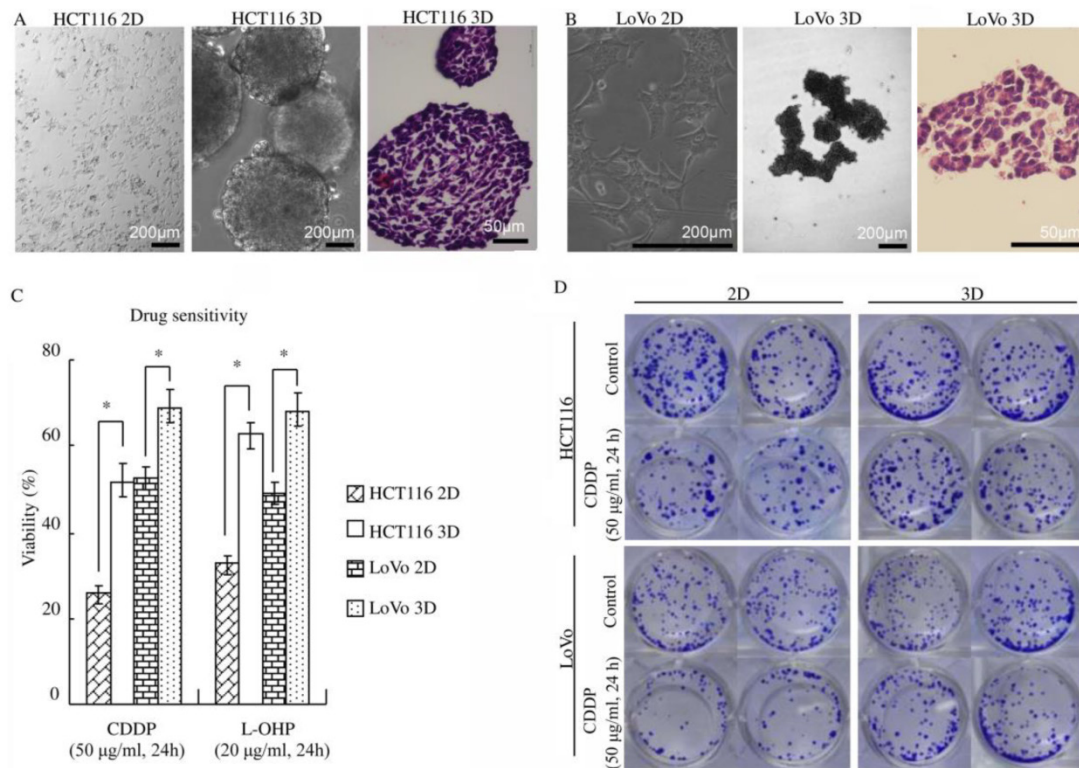 A
HCT116 2D
HCT116 3D
HCT116 3D
200μm
200μm
50μm
B
LoVo 2D
LoVo 3D
LoVo 3D
200μm
200μm
50μm
C
Drug sensitivity
80
60
40
20
0
Viability (%)
*
*
*
*
CDDP
(50 μg/ml, 24h)
L-OHP
(20 μg/ml, 24h)
HCT116 2D
HCT116 3D
LoVo 2D
LoVo 3D
D
2D
3D
HCT116
Control
CDDP
(50 μg/ml, 24 h)
LoVo
Control
CDDP
(50 μg/ml, 24 h)